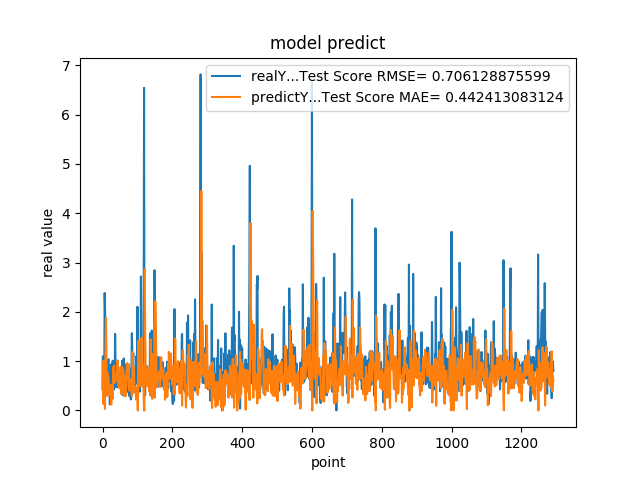 model predict
realY...Test Score RMSE= 0.706128875599
predictY...Test Score MAE= 0.442413083124
7
6
5
4
3
2
1
0
real value
0 200 400 600 800 1000 1200
point